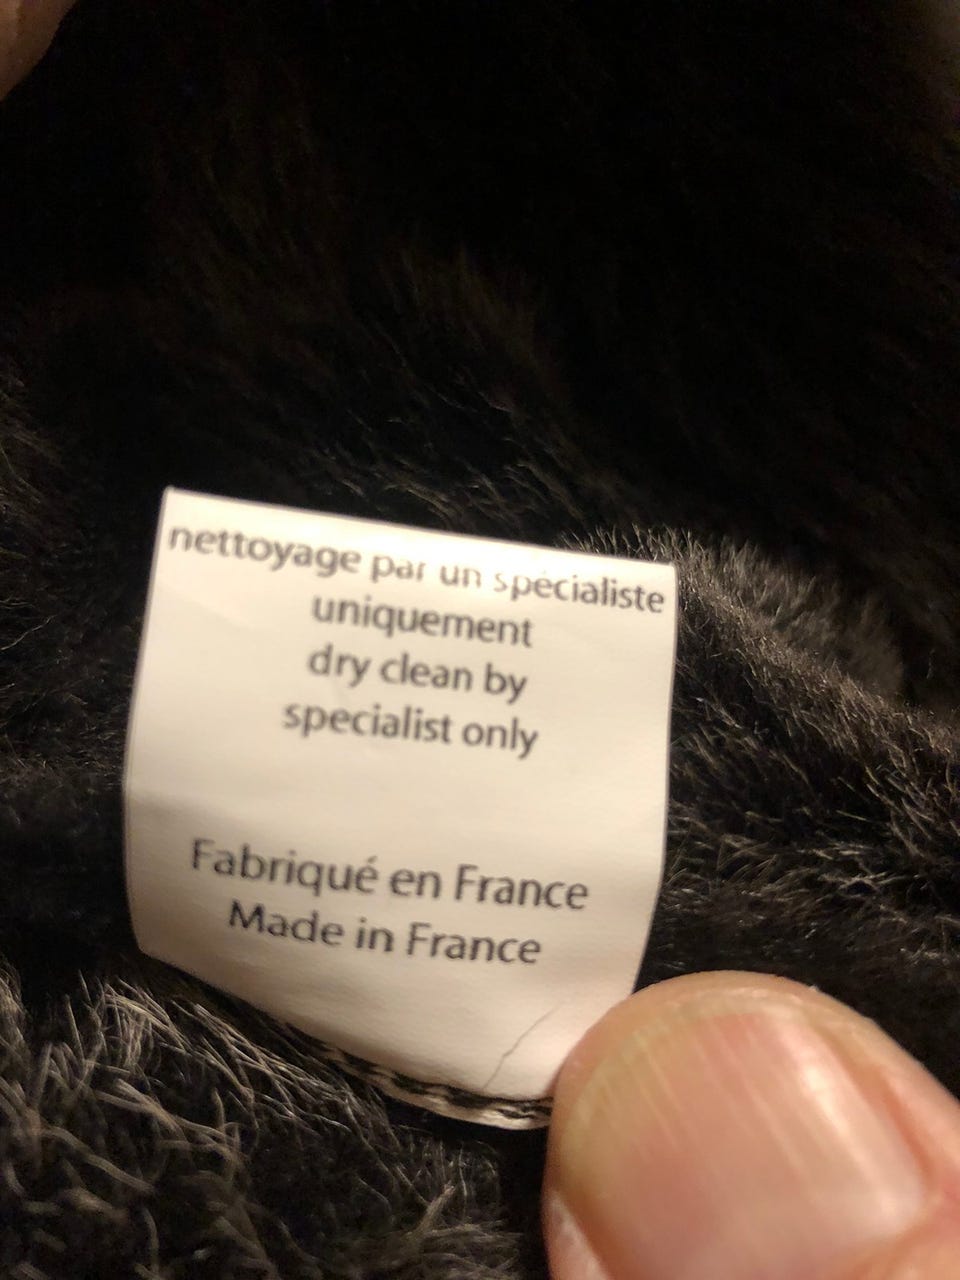 nettoyage par un spécialiste
uniquement
dry clean by
specialist only
Fabriqué en France
Made in France